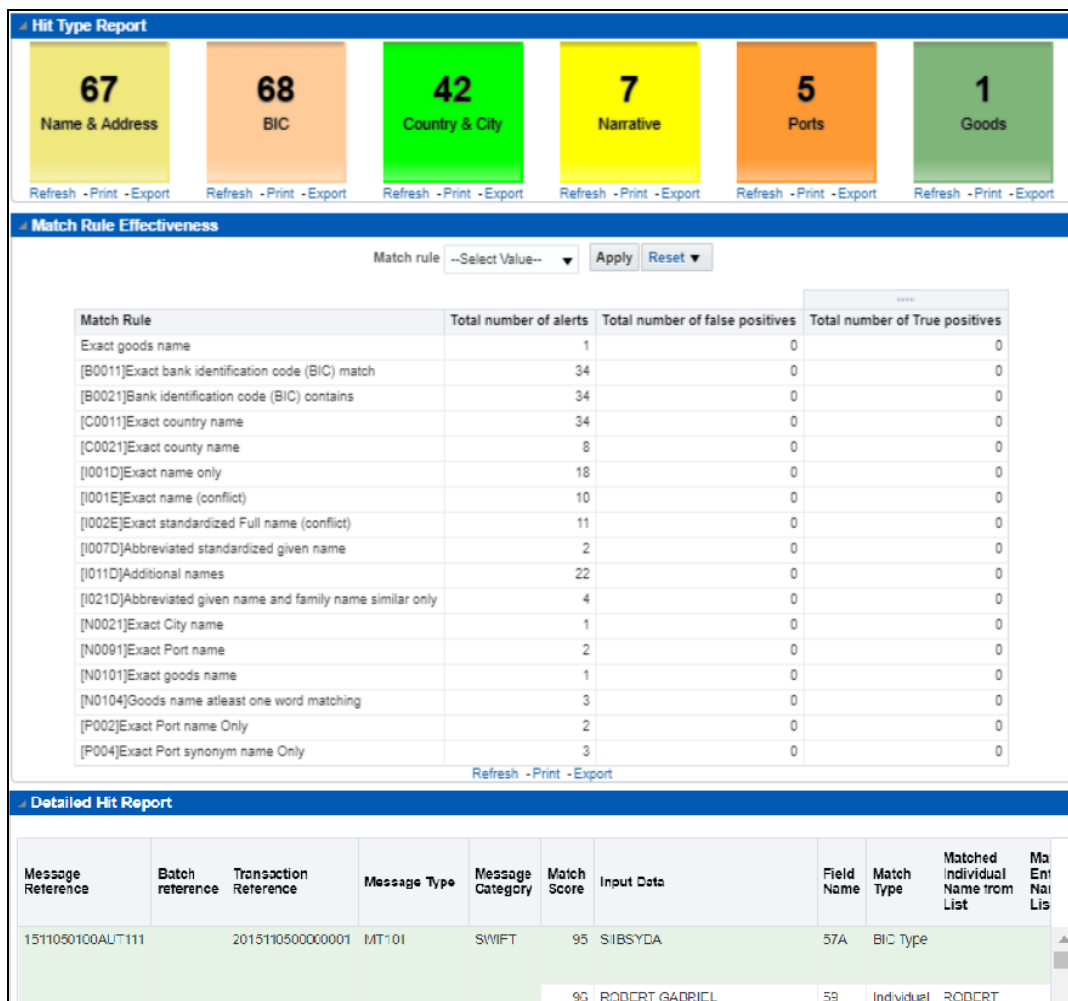 Hit Type Report
67 68 42 7 5 1
Name & Address BIC Country & City Narrative Ports Goods
Refresh -Print -Export Refresh -Print -Export Refresh -Print -Export Refresh -Print -Export Refresh -Print -Export Refresh -Print -Export
Match Rule Effectiveness
Match rule --Select Value-- Apply Reset
Match Rule Total number of alerts Total number of false positives Total number of True positives
Exact goods name 1 0 0
[B0011]Exact bank identification code (BIC) match 34 0 0
[B0021]Bank identification code (BIC) contains 34 0 0
[C0011]Exact country name 34 0 0
[C0021]Exact county name 8 0 0
[I001D]Exact name only 18 0 0
[I001E]Exact name (conflict) 10 0 0
[I002E]Exact standardized Full name (conflict) 11 0 0
[I007D]Abbreviated standardized given name 2 0 0
[I011D]Additional names 22 0 0
[I021D]Abbreviated given name and family name similar only 4 0 0
[N0021]Exact City name 1 0 0
[N0091]Exact Port name 2 0 0
[N0101]Exact goods name 1 0 0
[N0104]Goods name atleast one word matching 3 0 0
[P002]Exact Port name Only 2 0 0
[P004]Exact Port synonym name Only 3 0 0
Refresh -Print -Export
Detailed Hit Report
Message Reference Batch reference Transaction Reference Message Type Message Category Match Score Input Data Field Name Match Type Matched Individual Name from List Ma Ent Na Lis
1511050100AUT111 2015110500000001 MT101 SWIFT 95 SIIBSYDA 57A BIC Type
96 ROBERT GABRIEL 59 Individual ROBERT